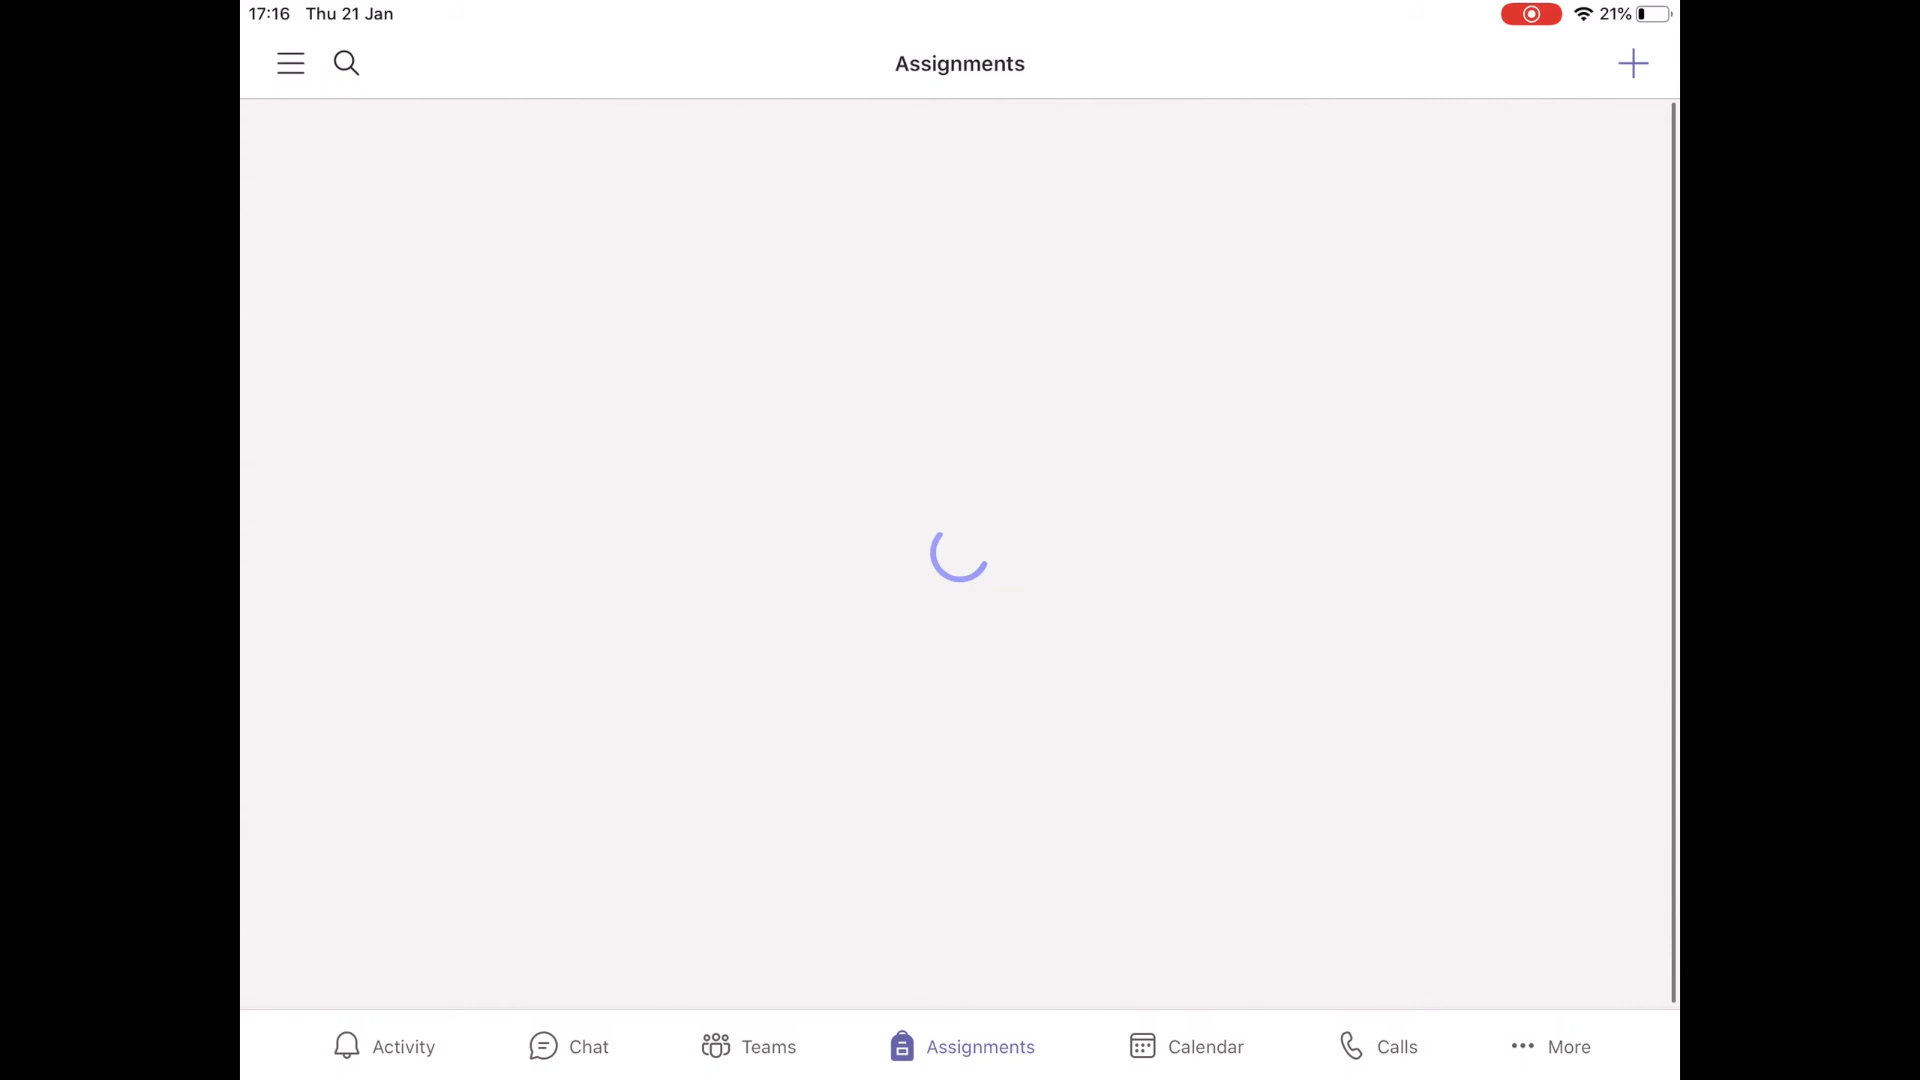 17:16 Thu 21 Jan 21%
Assignments
Activity Chat Teams Assignments Calendar Calls More